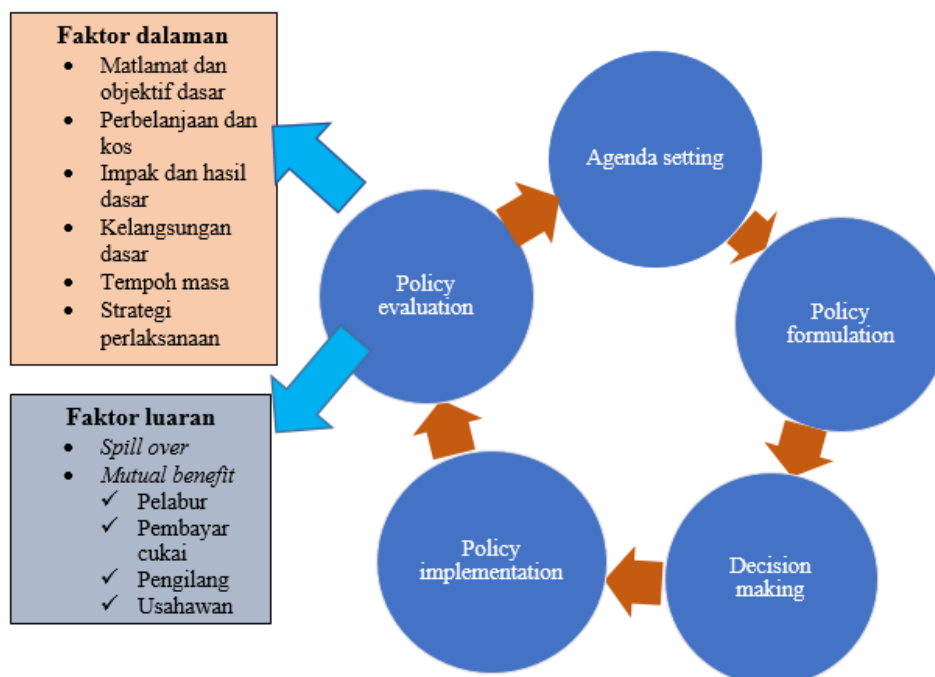 Faktor dalaman
• Matlamat dan
objektif dasar
• Perbelanjaan dan
kos
• Impak dan hasil
dasar
• Kelangsungan
dasar
• Tempoh masa
• Strategi
perlaksanaan
Faktor luaran
• Spill over
• Mutual benefit
✓ Pelabur
✓ Pembayar
cukai
✓ Pengilang
✓ Usahawan
Agenda setting
Policy
formulation
Decision
making
Policy
implementation
Policy
evaluation